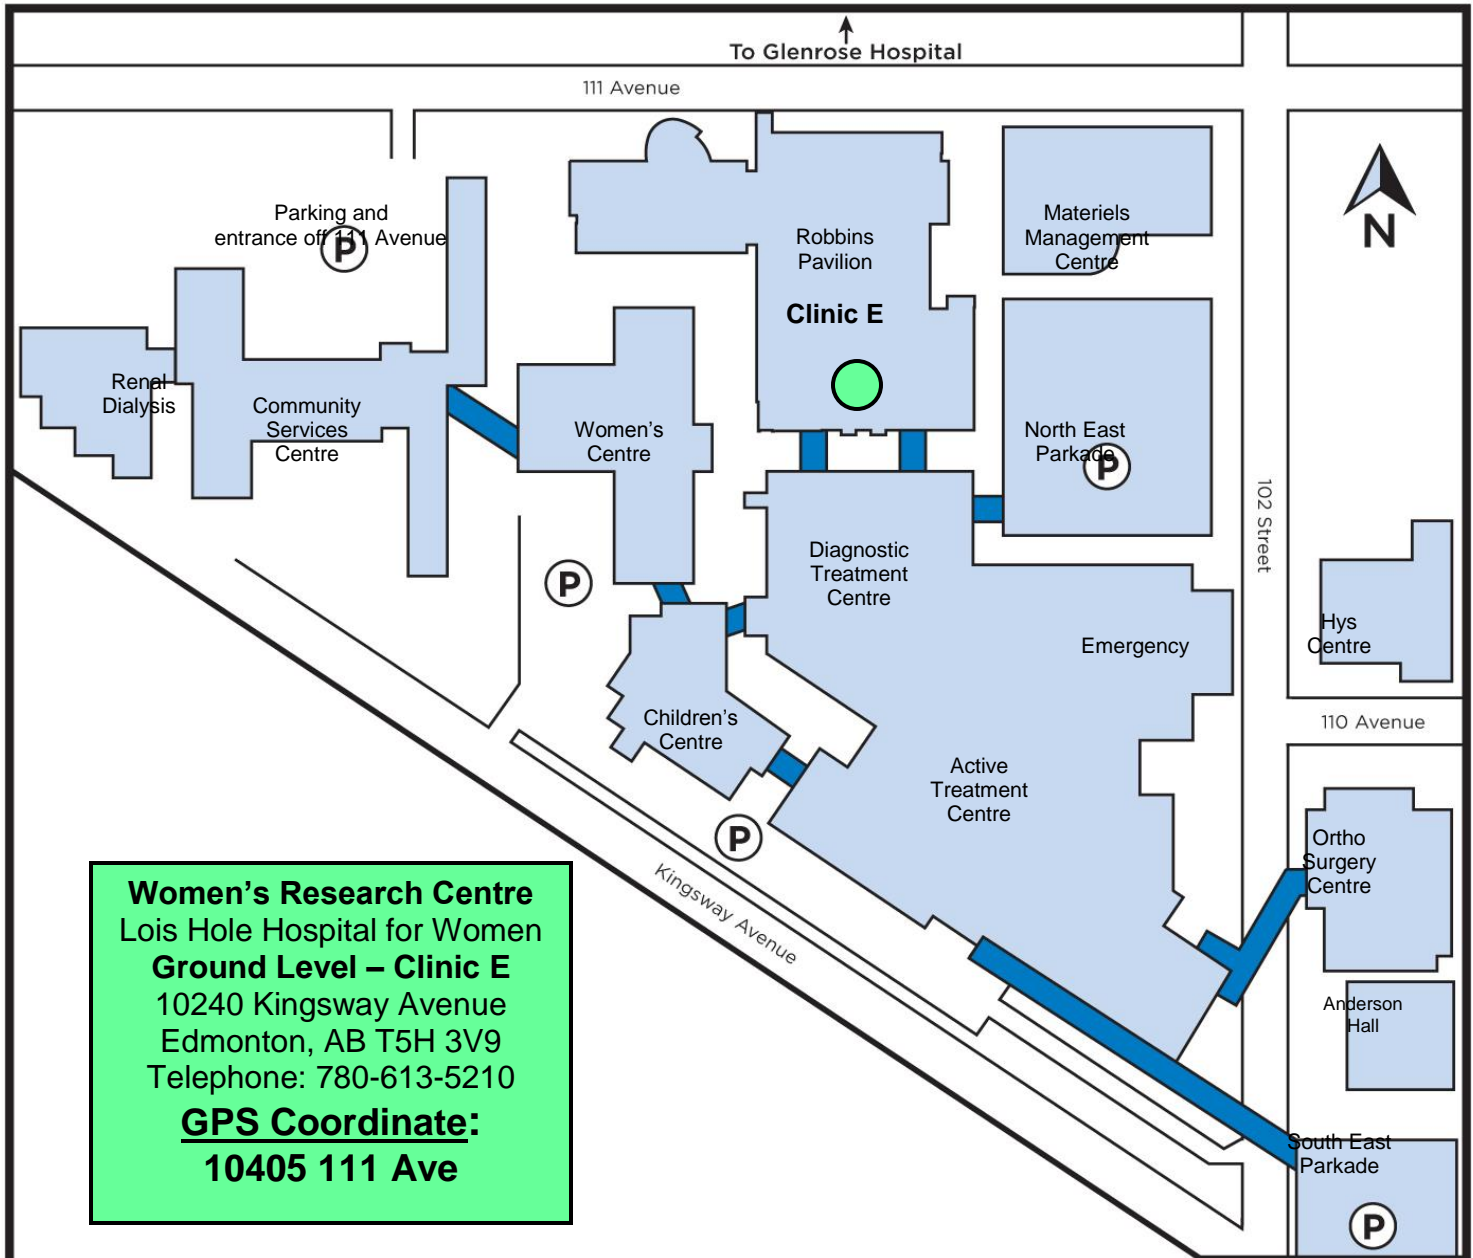 To Glenrose Hospital
111 Avenue
Parking and
entrance off 111 Avenue
P
N
Materiels
Management
Centre
Robbins
Pavilion
Clinic E
Renal
Dialysis
Community
Services
Centre
Women's
Centre
North East
Parkade
P
102 Street
Diagnostic
Treatment
Centre
P
Emergency
Hys
Centre
Children's
Centre
110 Avenue
Active
Treatment
Centre
P
Ortho
Surgery
Centre
Kingsway Avenue
Anderson
Hall
South East
Parkade
P
Women's Research Centre
Lois Hole Hospital for Women
Ground Level – Clinic E
10240 Kingsway Avenue
Edmonton, AB T5H 3V9
Telephone: 780-613-5210
GPS Coordinate:
10405 111 Ave